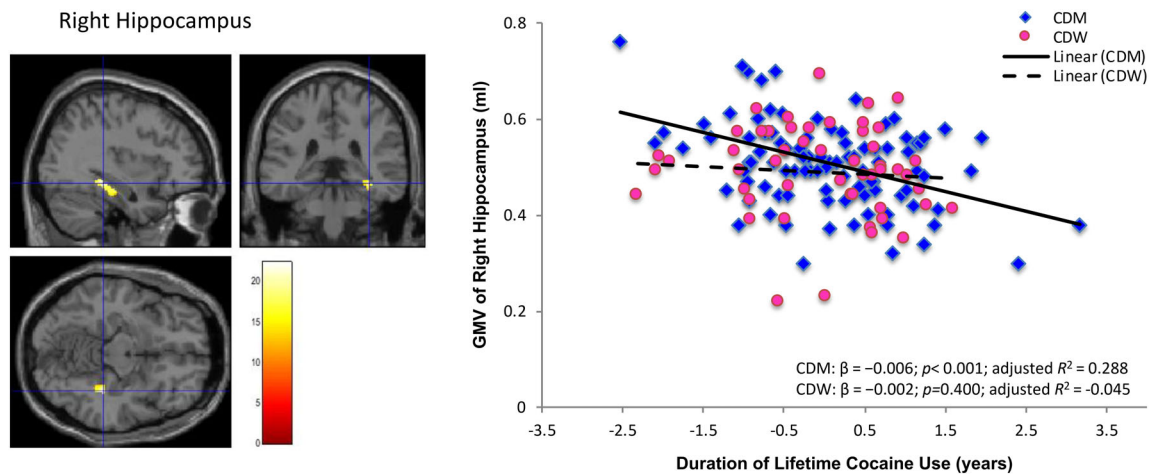 Right Hippocampus
20
15
10
5
0
GMV of Right Hippocampus (ml)
0.8
0.6
0.4
0.2
0
CDM
CDW
Linear (CDM)
Linear (CDW)
CDM: β = −0.006; p< 0.001; adjusted R² = 0.288
CDW: β = −0.002; p=0.400; adjusted R² = -0.045
-3.5 -2.5 -1.5 -0.5 0.5 1.5 2.5 3.5
Duration of Lifetime Cocaine Use (years)